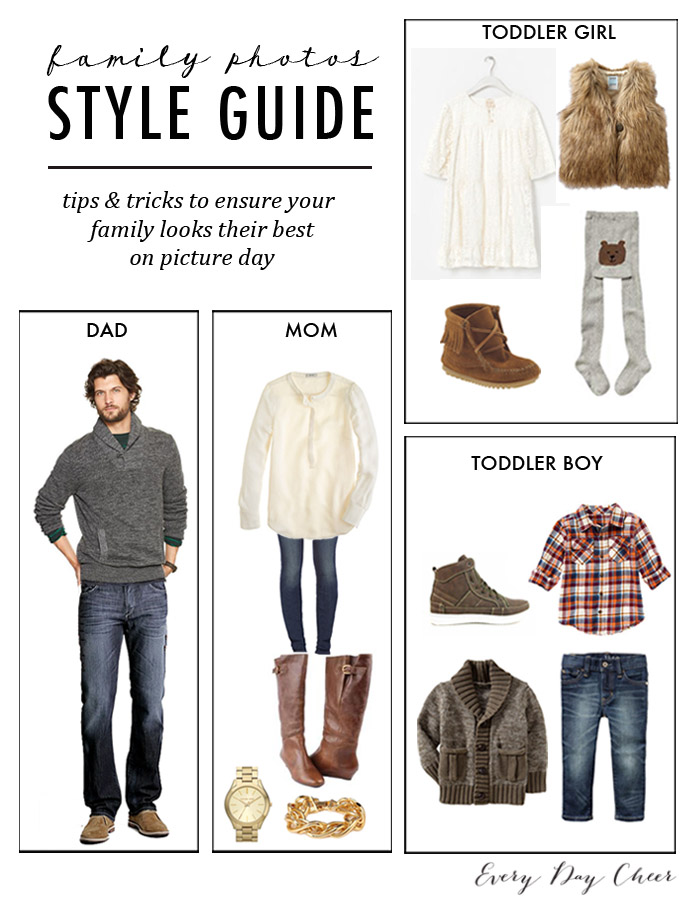 family photos
STYLE GUIDE
tips & tricks to ensure your
family looks their best
on picture day
TODDLER GIRL
DAD
MOM
TODDLER BOY
Every Day Cheer